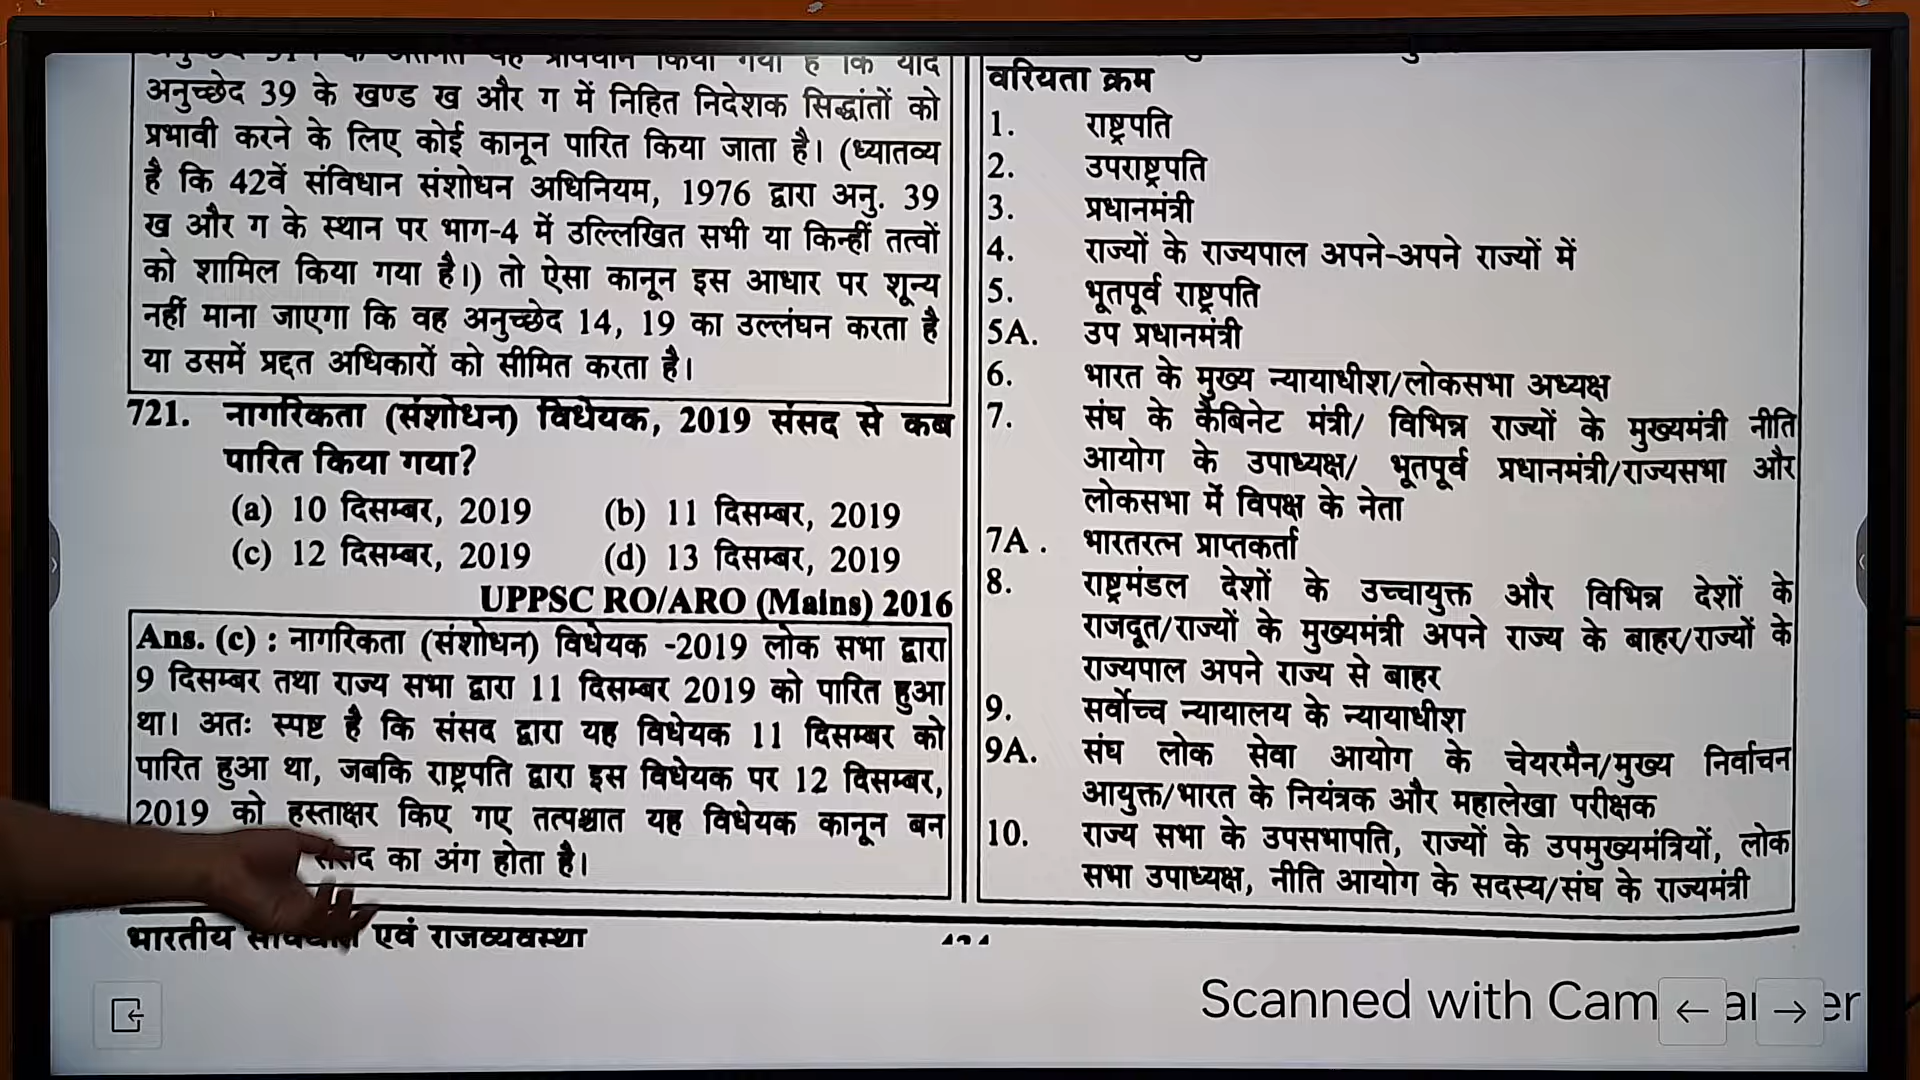 अनुच्छेद 39 के खण्ड ख और ग में निहित निदेशक सिद्धांतों को
प्रभावी करने के लिए कोई कानून पारित किया जाता है। (ध्यातव्य
है कि 42वें संविधान संशोधन अधिनियम, 1976 द्वारा अनु. 39
ख और ग के स्थान पर भाग-4 में उल्लिखित सभी या किन्हीं तत्वों
को शामिल किया गया है।) तो ऐसा कानून इस आधार पर शून्य
नहीं माना जाएगा कि वह अनुच्छेद 14, 19 का उल्लंघन करता है
या उसमें प्रद्दत अधिकारों को सीमित करता है।
721. नागरिकता (संशोधन) विधेयक, 2019 संसद से कब
पारित किया गया?
(a) 10 दिसम्बर, 2019 (b) 11 दिसम्बर, 2019
(c) 12 दिसम्बर, 2019 (d) 13 दिसम्बर, 2019
UPPSC RO/ARO (Mains) 2016
Ans. (c) : नागरिकता (संशोधन) विधेयक -2019 लोक सभा द्वारा
9 दिसम्बर तथा राज्य सभा द्वारा 11 दिसम्बर 2019 को पारित हुआ
था। अतः स्पष्ट है कि संसद द्वारा यह विधेयक 11 दिसम्बर को
पारित हुआ था, जबकि राष्ट्रपति द्वारा इस विधेयक पर 12 दिसम्बर,
2019 को हस्ताक्षर किए गए तत्पश्चात यह विधेयक कानून बन
संसद का अंग होता है।
भारतीय संविधान एवं राजव्यवस्था
वरियता क्रम
1. राष्ट्रपति
2. उपराष्ट्रपति
3. प्रधानमंत्री
4. राज्यों के राज्यपाल अपने-अपने राज्यों में
5. भूतपूर्व राष्ट्रपति
5A. उप प्रधानमंत्री
6. भारत के मुख्य न्यायाधीश/लोकसभा अध्यक्ष
7. संघ के कैबिनेट मंत्री/ विभिन्न राज्यों के मुख्यमंत्री नीति
आयोग के उपाध्यक्ष/ भूतपूर्व प्रधानमंत्री/राज्यसभा और
लोकसभा में विपक्ष के नेता
7A . भारतरत्न प्राप्तकर्ता
8. राष्ट्रमंडल देशों के उच्चायुक्त और विभिन्न देशों के
राजदूत/राज्यों के मुख्यमंत्री अपने राज्य के बाहर/राज्यों के
राज्यपाल अपने राज्य से बाहर
9. सर्वोच्च न्यायालय के न्यायाधीश
9A. संघ लोक सेवा आयोग के चेयरमैन/मुख्य निर्वाचन
आयुक्त/भारत के नियंत्रक और महालेखा परीक्षक
10. राज्य सभा के उपसभापति, राज्यों के उपमुख्यमंत्रियों, लोक
सभा उपाध्यक्ष, नीति आयोग के सदस्य/संघ के राज्यमंत्री
Scanned with Cam